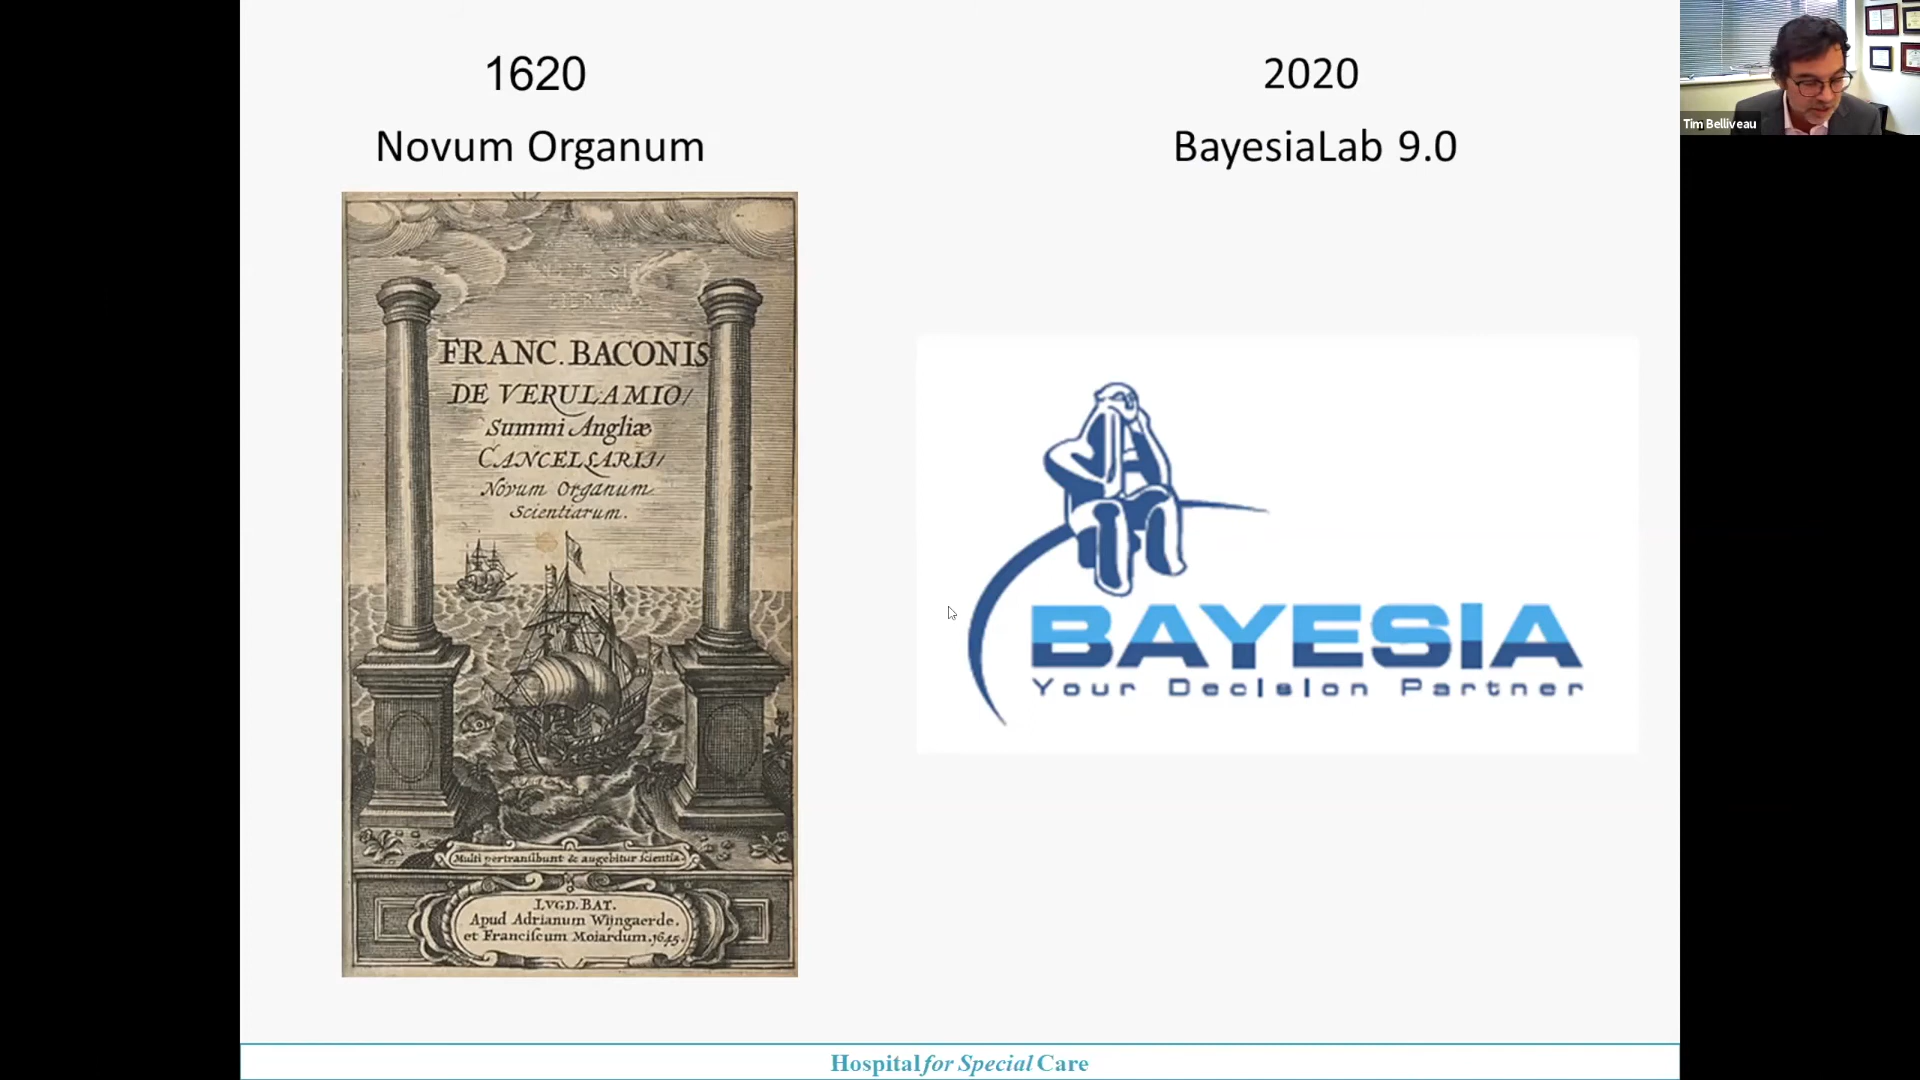 1620
Novum Organum
FRANC. BACONIS
DE VERULAMIO/
Summi Angliæ
CANCELSARIJ/
Novum Organum
Scientiarum.
Multi pertransibunt & augebitur scientia.
LVGD. BAT.
Apud Adrianum Wijngaerde,
et Franciscum Moiardum. 1645.
2020
BayesiaLab 9.0
BAYESIA
Your Decision Partner
Tim Belliveau
Hospital for Special Care